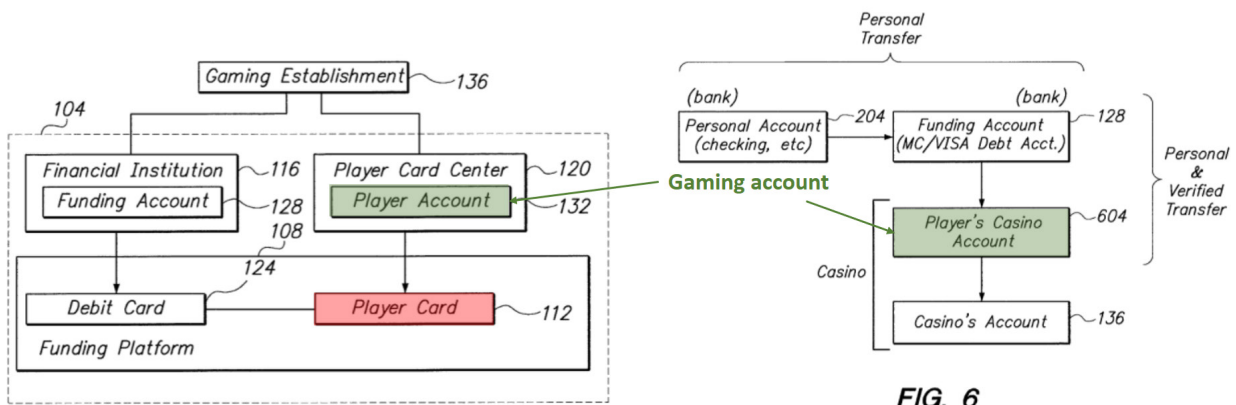 Gaming Establishment
136
104
Financial Institution
116
Funding Account
128
Player Card Center
120
Player Account
132
108
124
Debit Card
Player Card
112
Funding Platform
Gaming account
Personal
Transfer
(bank)
(bank)
Personal Account
(checking, etc)
204
Funding Account
(MC/VISA Debt Acct.)
128
Personal
&
Verified
Transfer
Player's Casino
Account
604
Casino
Casino's Account
136
FIG. 6